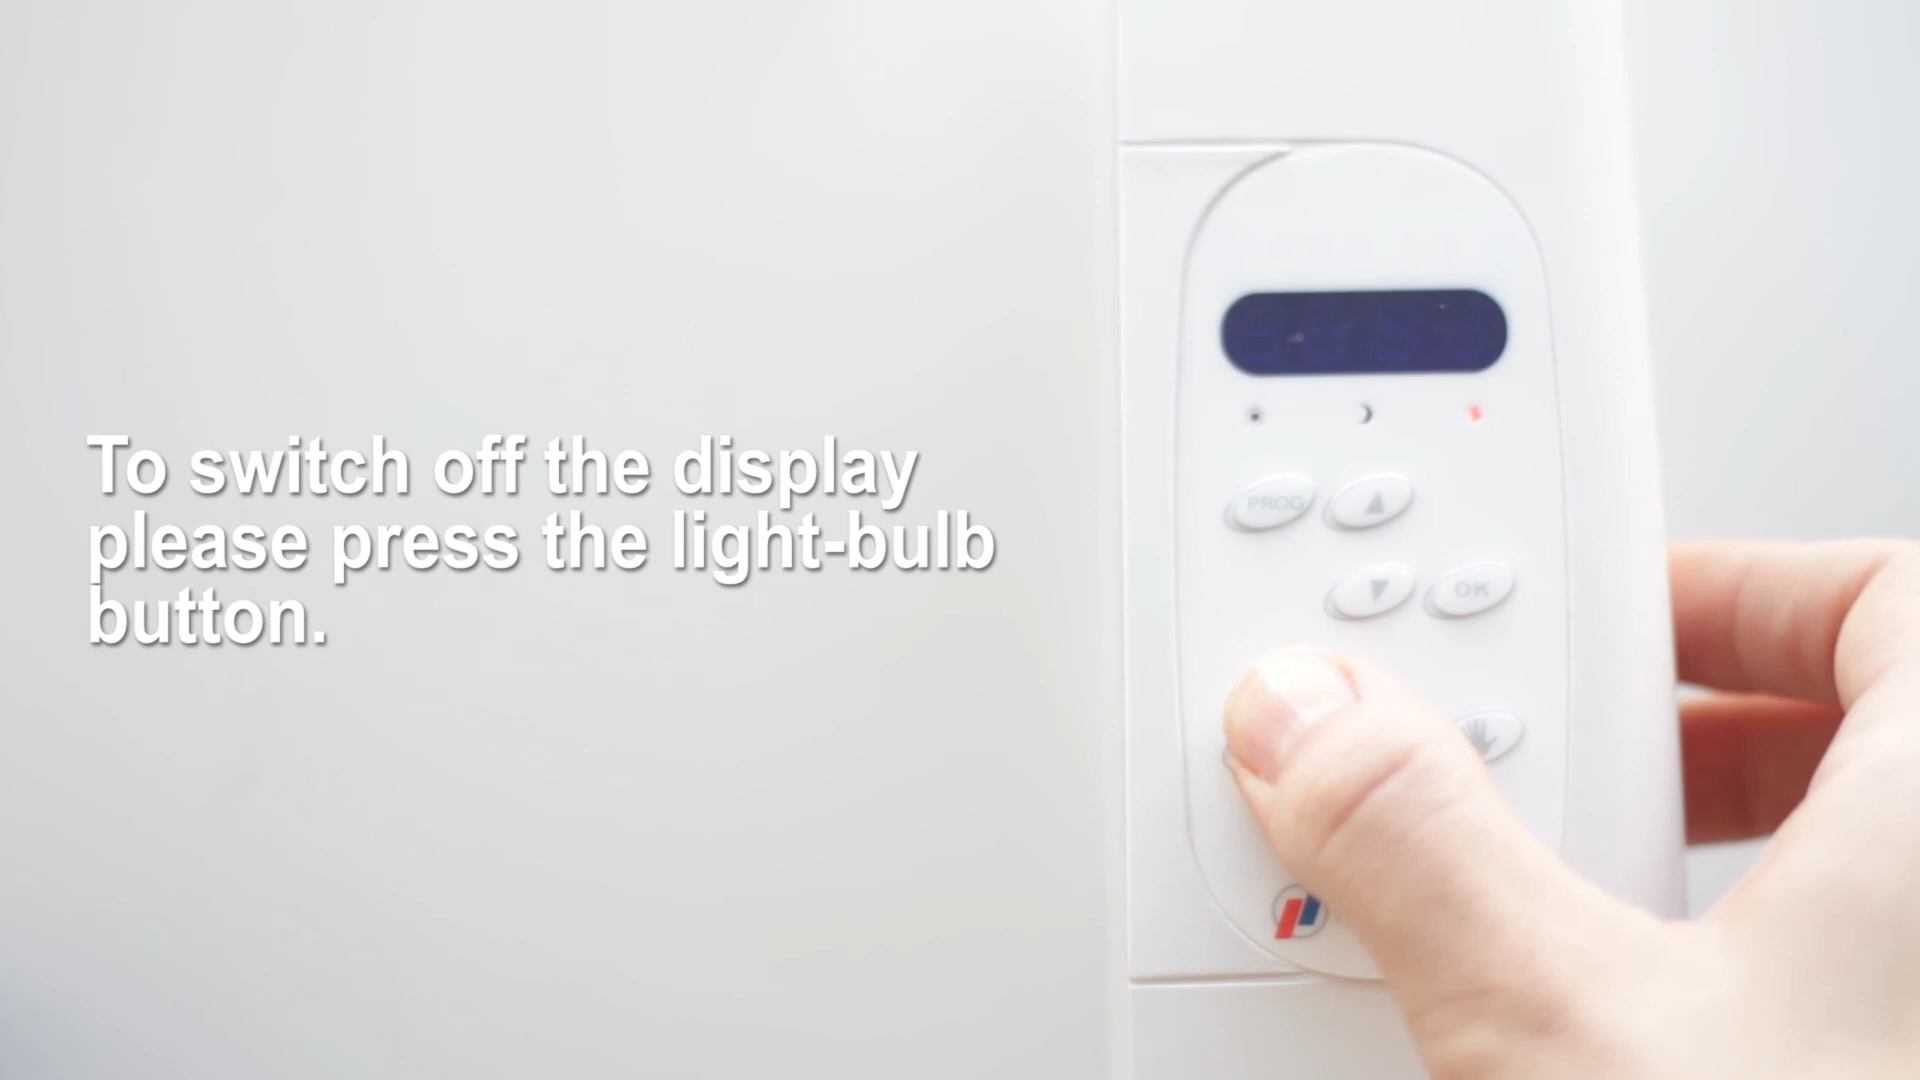 To switch off the display
please press the light-bulb
button.
PROG
OK